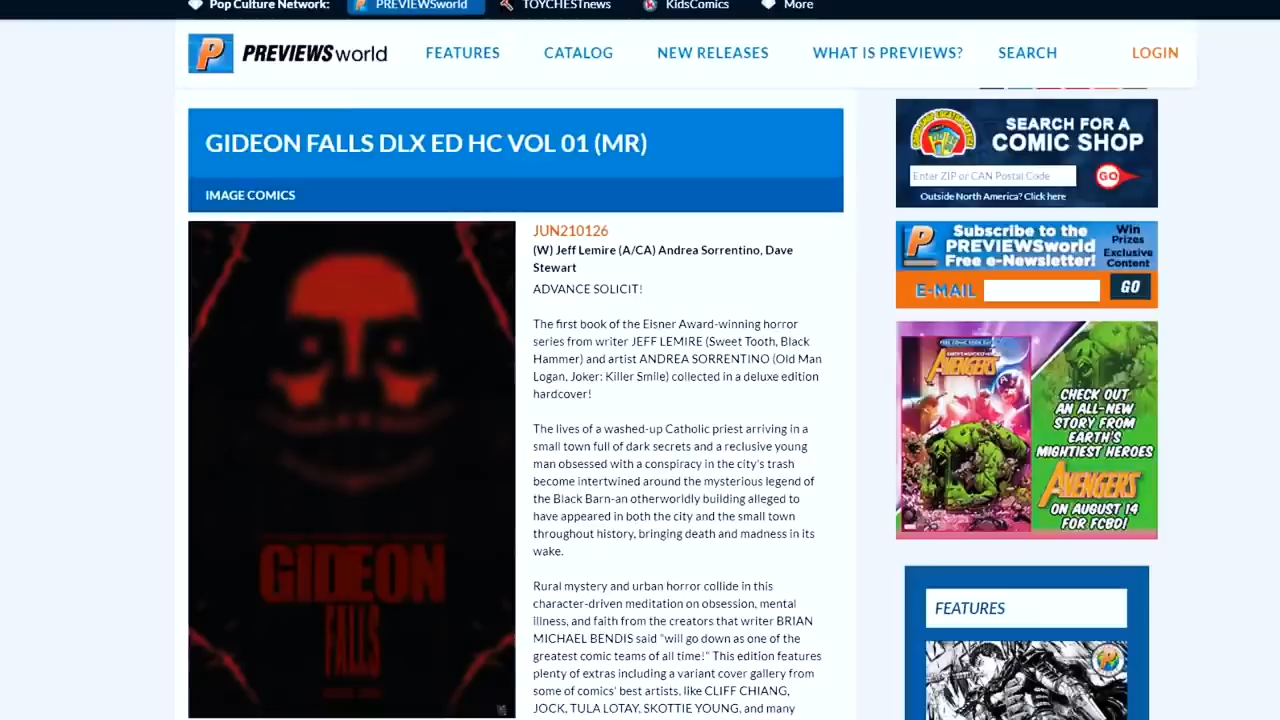 Pop Culture Network:
PREVIEWSworld
TOYCHESTnews
KidsComics
More
PREVIEWSworld
FEATURES
CATALOG
NEW RELEASES
WHAT IS PREVIEWS?
SEARCH
LOGIN
GIDEON FALLS DLX ED HC VOL 01 (MR)
IMAGE COMICS
GIDEON
FALLS
JUN210126
(W) Jeff Lemire (A/CA) Andrea Sorrentino, Dave
Stewart
ADVANCE SOLICIT!
The first book of the Eisner Award-winning horror
series from writer JEFF LEMIRE (Sweet Tooth, Black
Hammer) and artist ANDREA SORRENTINO (Old Man
Logan, Joker: Killer Smile) collected in a deluxe edition
hardcover!
The lives of a washed-up Catholic priest arriving in a
small town full of dark secrets and a reclusive young
man obsessed with a conspiracy in the city's trash
become intertwined around the mysterious legend of
the Black Barn-an otherworldly building alleged to
have appeared in both the city and the small town
throughout history, bringing death and madness in its
wake.
Rural mystery and urban horror collide in this
character-driven meditation on obsession, mental
illness, and faith from the creators that writer BRIAN
MICHAEL BENDIS said "will go down as one of the
greatest comic teams of all time!" This edition features
plenty of extras including a variant cover gallery from
some of comics' best artists, like CLIFF CHIANG,
JOCK, TULA LOTAY, SKOTTIE YOUNG, and many
SEARCH FOR A
COMIC SHOP
Enter ZIP or CAN Postal Code
GO
Outside North America? Click here
Subscribe to the
PREVIEWSworld
Free e-Newsletter!
Win
Prizes
Exclusive
Content
E-MAIL
GO
AVENGERS
CHECK OUT
AN ALL-NEW
STORY FROM
EARTH'S
MIGHTIEST HEROES
AVENGERS
ON AUGUST 14
FOR FCBD!
FEATURES